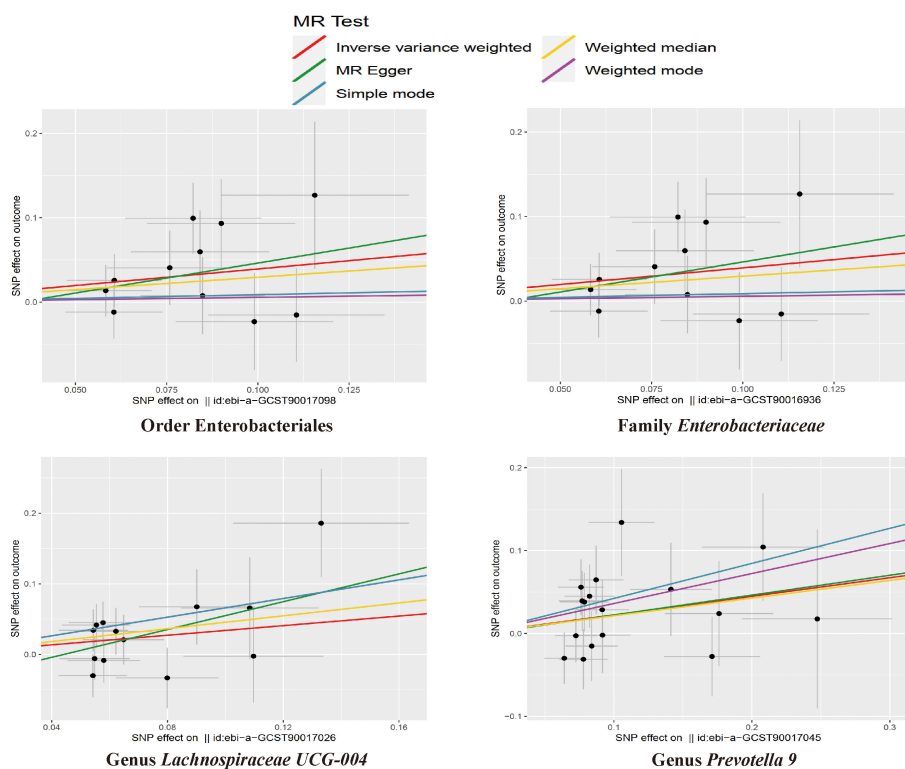 MR Test
Inverse variance weighted
Weighted median
MR Egger
Weighted mode
Simple mode
SNP effect on outcome
0.2
0.1
0.0
0.050
0.075
0.100
0.125
SNP effect on || id:ebi-a-GCST90017098
Order Enterobacteriales
SNP effect on outcome
0.2
0.1
0.0
0.050
0.075
0.100
0.125
SNP effect on || id:ebi-a-GCST90016936
Family Enterobacteriaceae
SNP effect on outcome
0.2
0.1
0.0
0.04
0.08
0.12
0.16
SNP effect on || id:ebi-a-GCST90017026
Genus Lachnospiraceae UCG-004
SNP effect on outcome
0.2
0.1
0.0
−0.1
0.1
0.2
0.3
SNP effect on || id:ebi-a-GCST90017045
Genus Prevotella 9